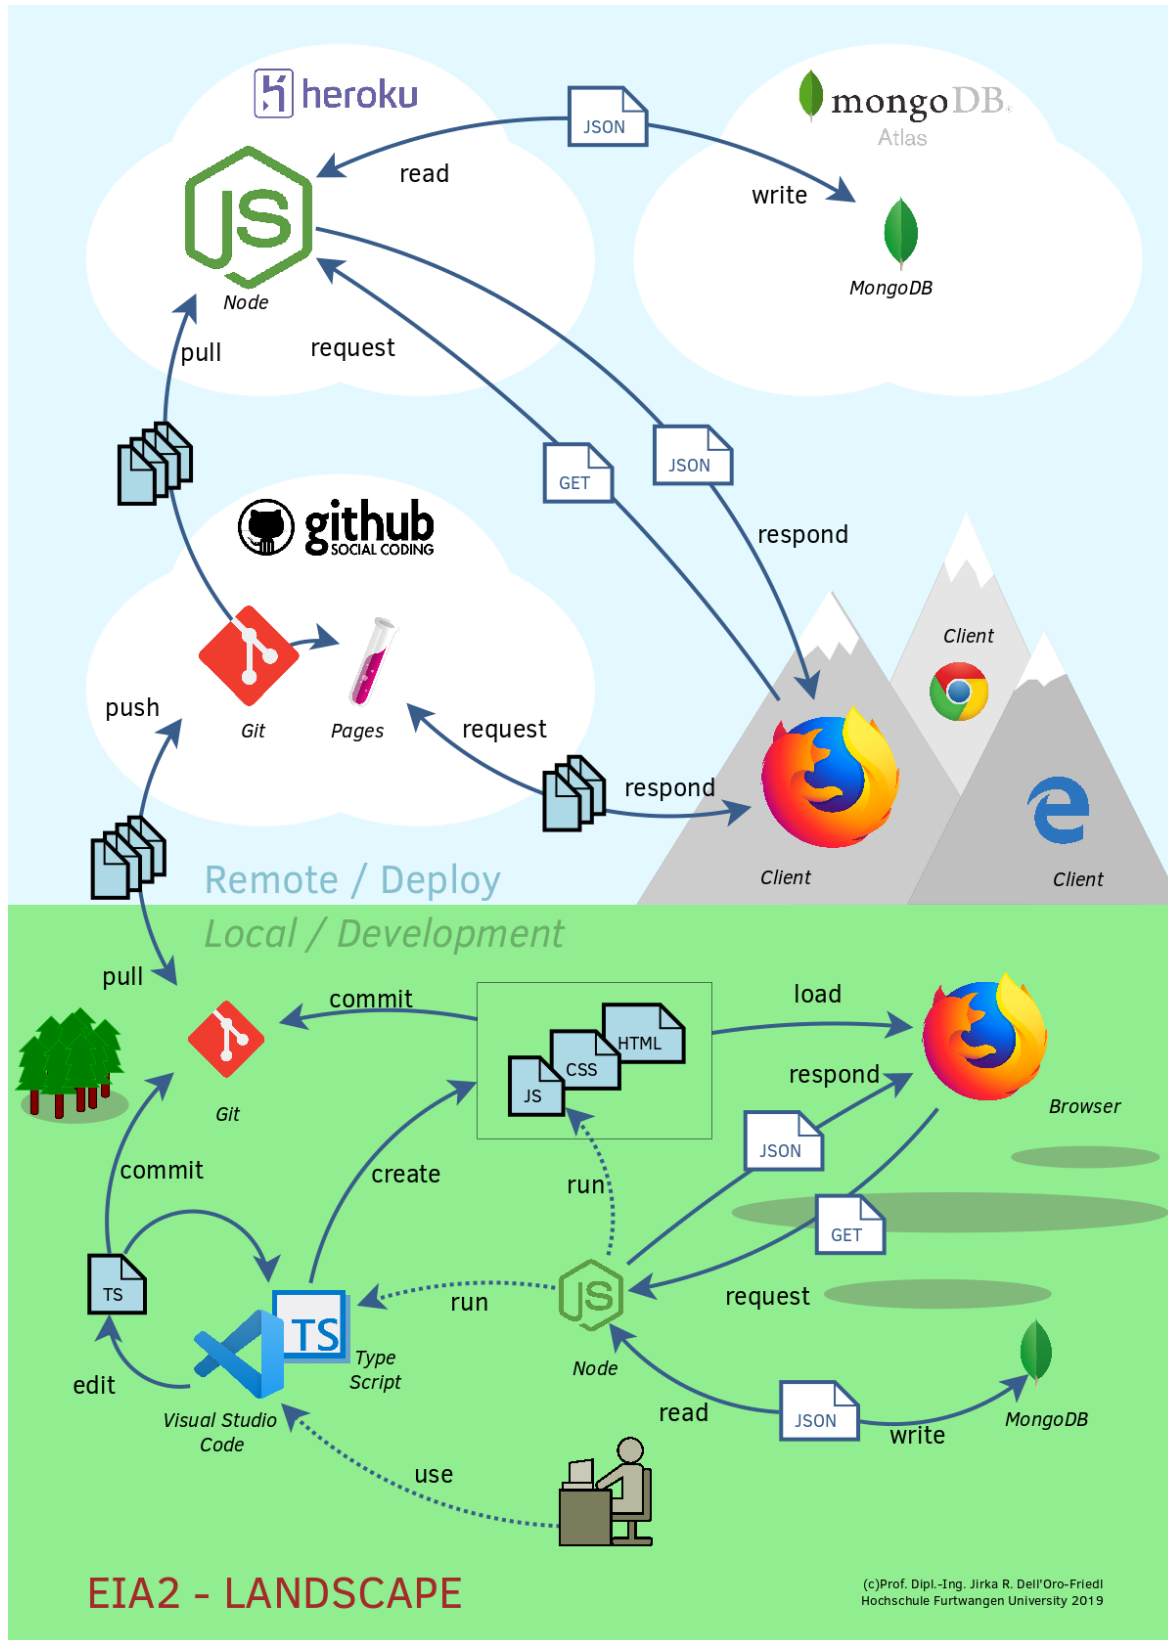 heroku
JSON
mongoDB®
Atlas
read
write
JS
Node
MongoDB
pull
request
GET
JSON
respond
github
SOCIAL CODING
Client
push
Git
Pages
request
respond
Client
Client
Remote / Deploy
Local / Development
pull
commit
load
HTML
CSS
JS
respond
Git
Browser
commit
create
JSON
run
GET
TS
run
JS
request
TS
Type
Script
Node
edit
read
JSON
write
MongoDB
Visual Studio
Code
use
EIA2 - LANDSCAPE
(c)Prof. Dipl.-Ing. Jirka R. Dell'Oro-Friedl
Hochschule Furtwangen University 2019